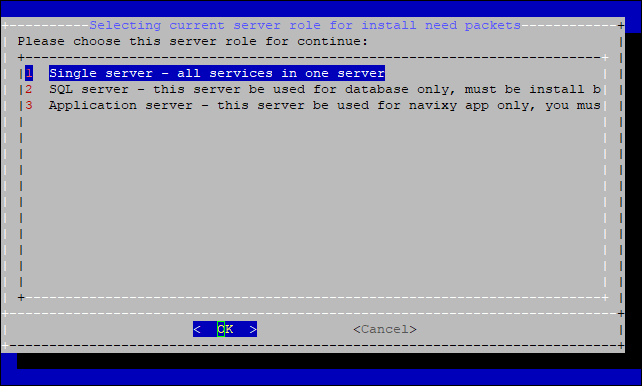 Selecting current server role for install need packets
Please choose this server role for continue:
1 Single server - all services in one server
2 SQL server - this server be used for database only, must be install b
3 Application server - this server be used for navixy app only, you mus
< OK > <Cancel>